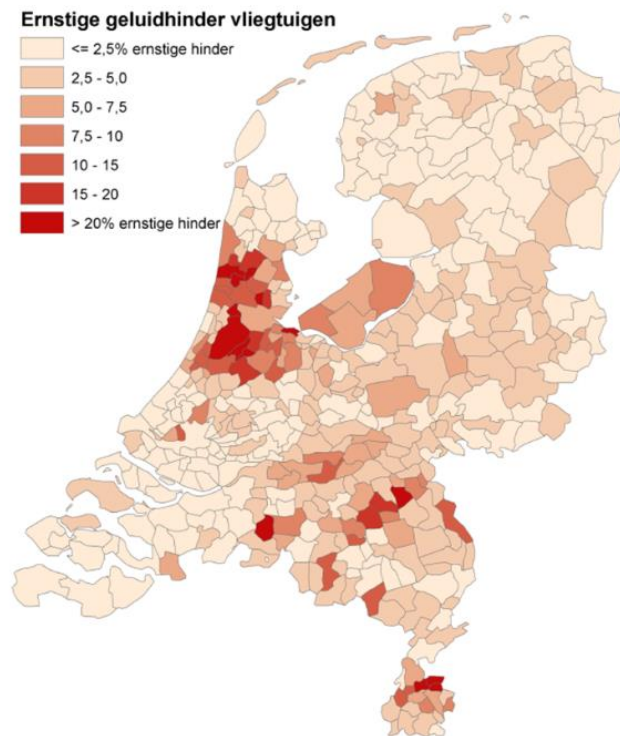 Ernstige geluidhinder vliegtuigen
<= 2,5% ernstige hinder
2,5 - 5,0
5,0 - 7,5
7,5 - 10
10 - 15
15 - 20
> 20% ernstige hinder